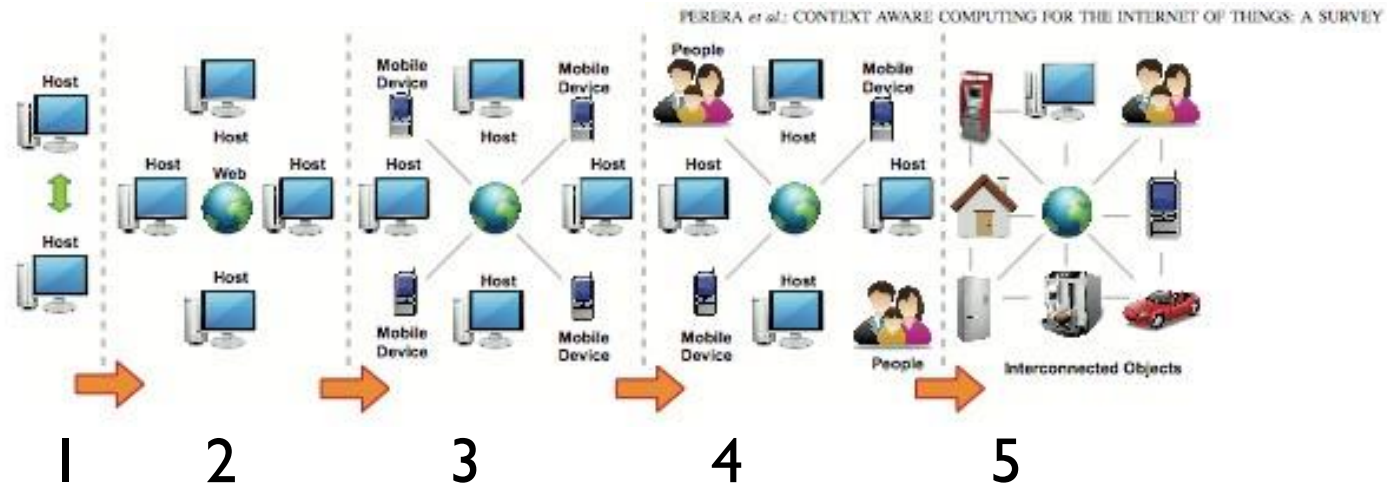 PERERA et al.: CONTEXT AWARE COMPUTING FOR THE INTERNET OF THINGS: A SURVEY
Host
Host
Host
Host
Web
Host
Host
Mobile
Device
Host
Mobile
Device
Host
Host
Mobile
Device
Host
Mobile
Device
People
Host
Mobile
Device
Host
Host
Mobile
Device
Host
People
Interconnected Objects
1 2 3 4 5